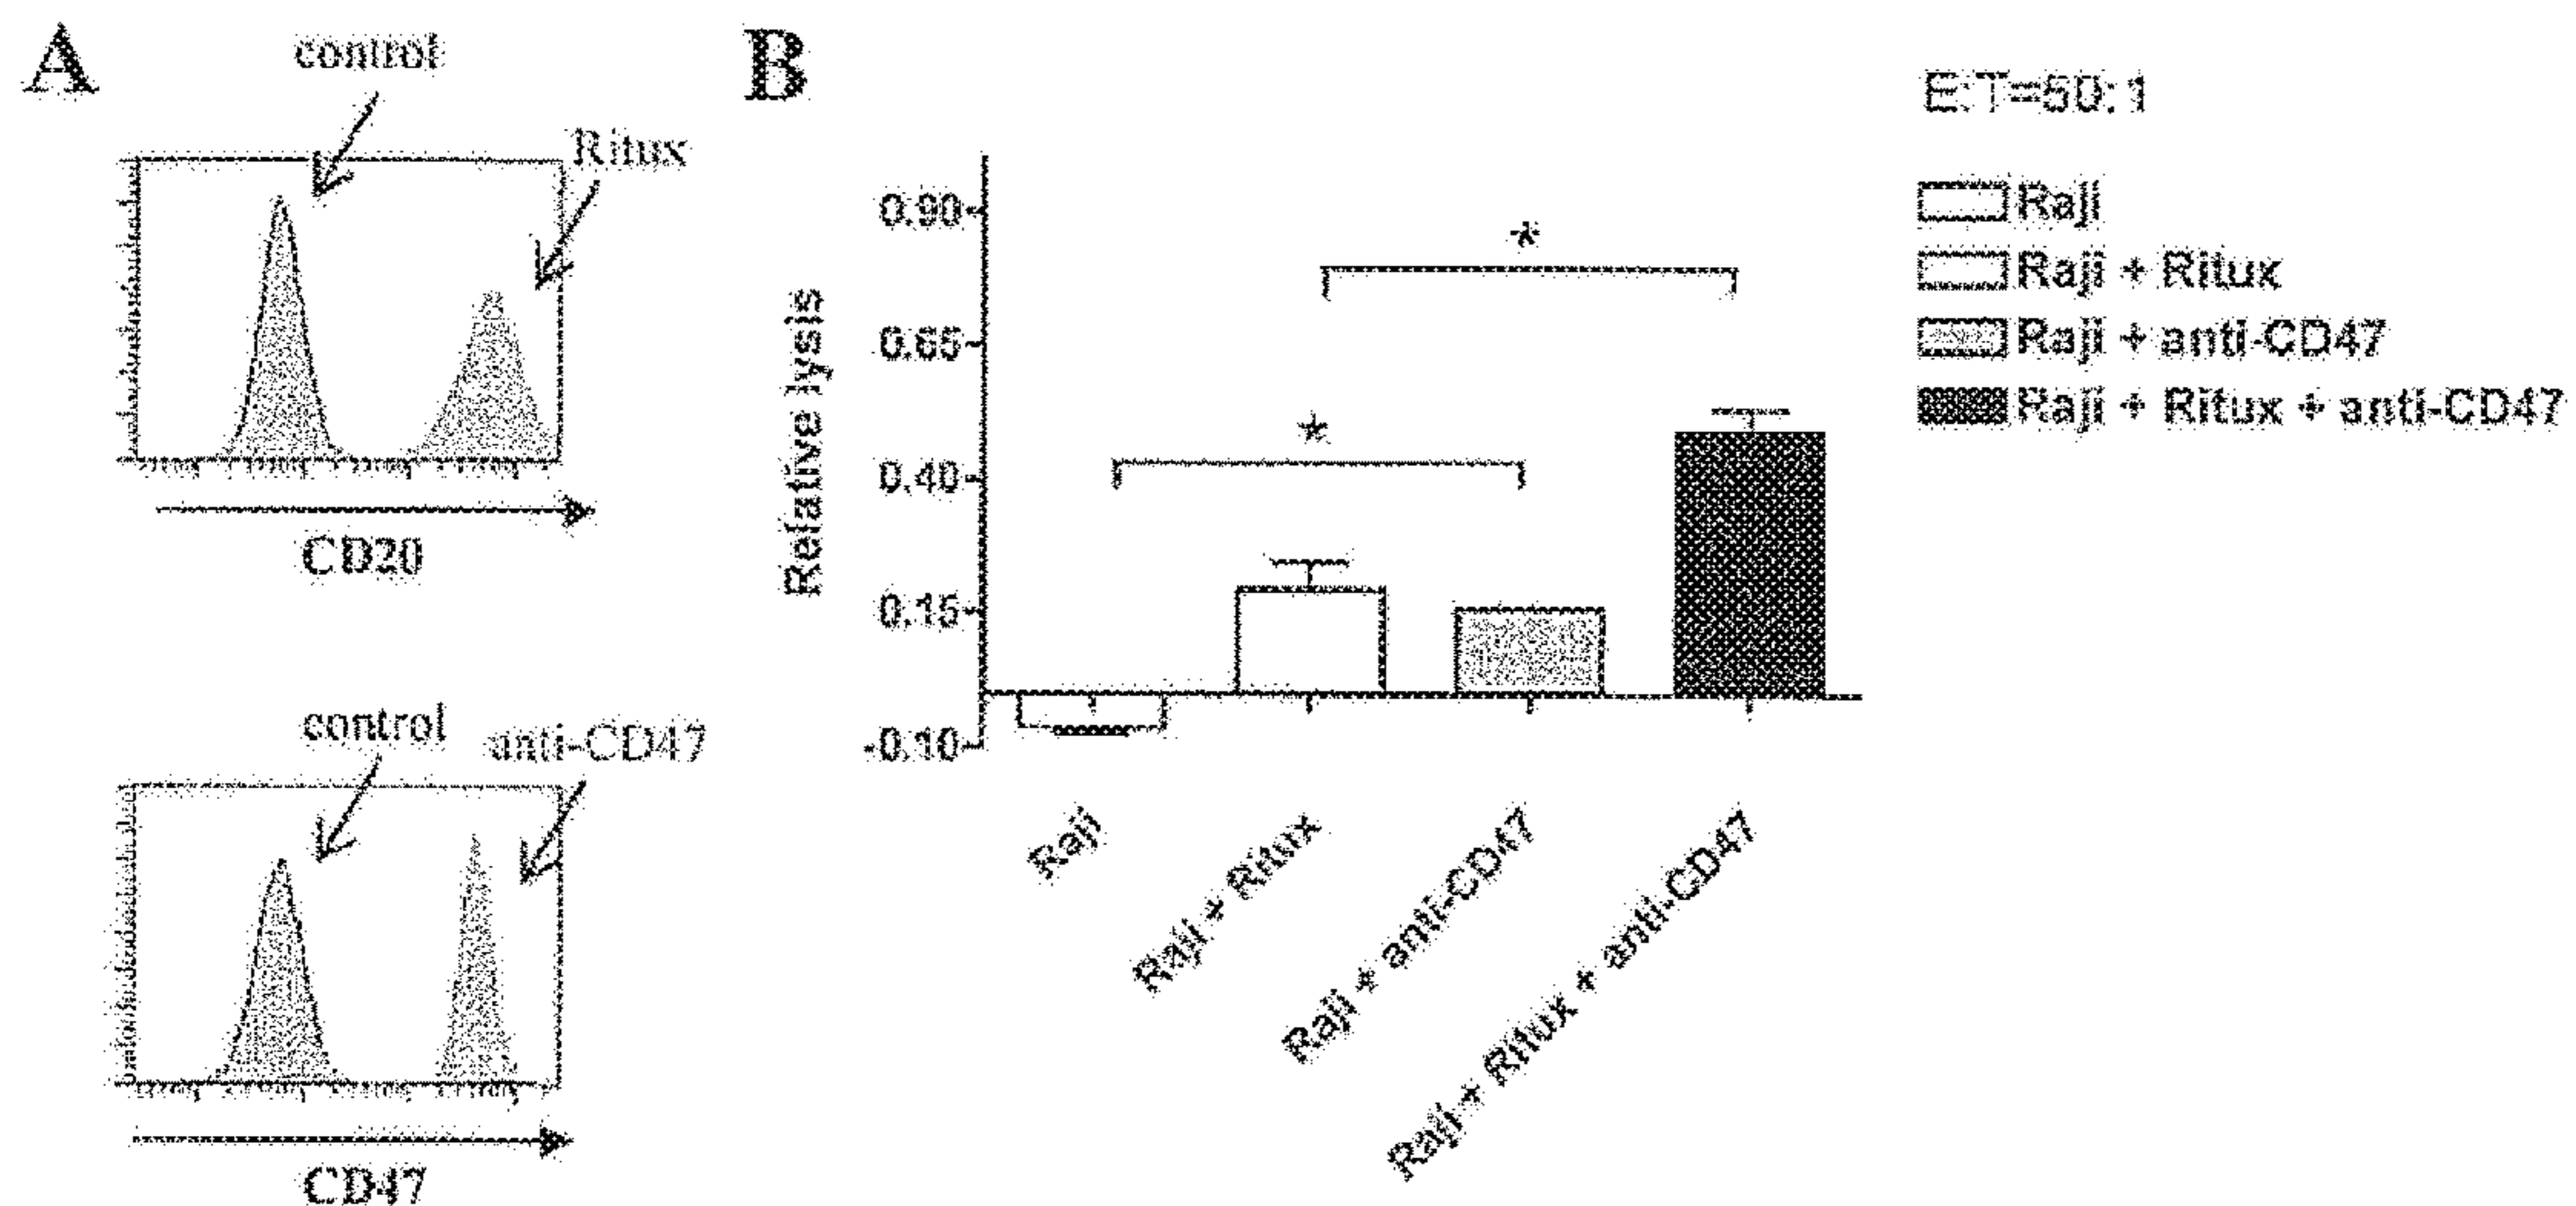 A
control
Ritux
CD20
control
anti-CD47
CD47
B
E:T=50:1
Raji
Raji + Ritux
Raji + anti-CD47
Raji + Ritux + anti-CD47
Relative lysis
0.90
0.65
0.40
0.15
-0.10
*
*
Raji
Raji + Ritux
Raji + anti-CD47
Raji + Ritux + anti-CD47